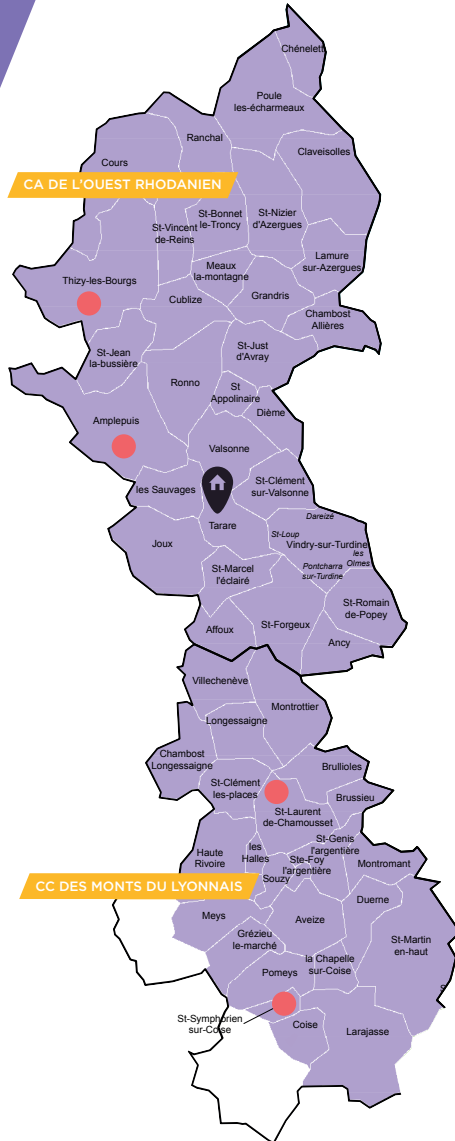 Chénelett
Poule
les-écharmeaux
Ranchal
Claveisolles
Cours
CA DE L'OUEST RHODANIEN
St-Vincent
de-Reins
St-Bonnet
le-Troncy
St-Nizier
d'Azergues
Lamure
sur-Azergues
Meaux
la-montagne
Thizy-les-Bourgs
Cublize
Grandris
Chambost
Allières
St-Jean
la-bussière
St-Just
d'Avray
Ronno
St
Appolinaire
Dième
Amplepuis
Valsonne
les Sauvages
St-Clément
sur-Valsonne
Tarare
Dareizé
St-Loup
Vindry-sur-Turdine
les
Olmes
Pontcharra
sur-Turdine
Joux
St-Marcel
l'éclairé
St-Romain
de-Popey
Affoux
St-Forgeux
Ancy
Villechenève
Montrottier
Longessaigne
Chambost
Longessaigne
Brullioles
St-Clément
les-places
Brussieu
St-Laurent
de-Chamousset
St-Genis
l'argentière
Haute
Rivoire
les
Halles
Ste-Foy
l'argentière
Montromant
Souzy
CC DES MONTS DU LYONNAIS
Duerne
Meys
Aveize
Grézieu
le-marché
St-Martin
en-haut
la Chapelle
sur-Coise
Pomeys
St-Symphorien
sur-Coise
Coise
Larajasse